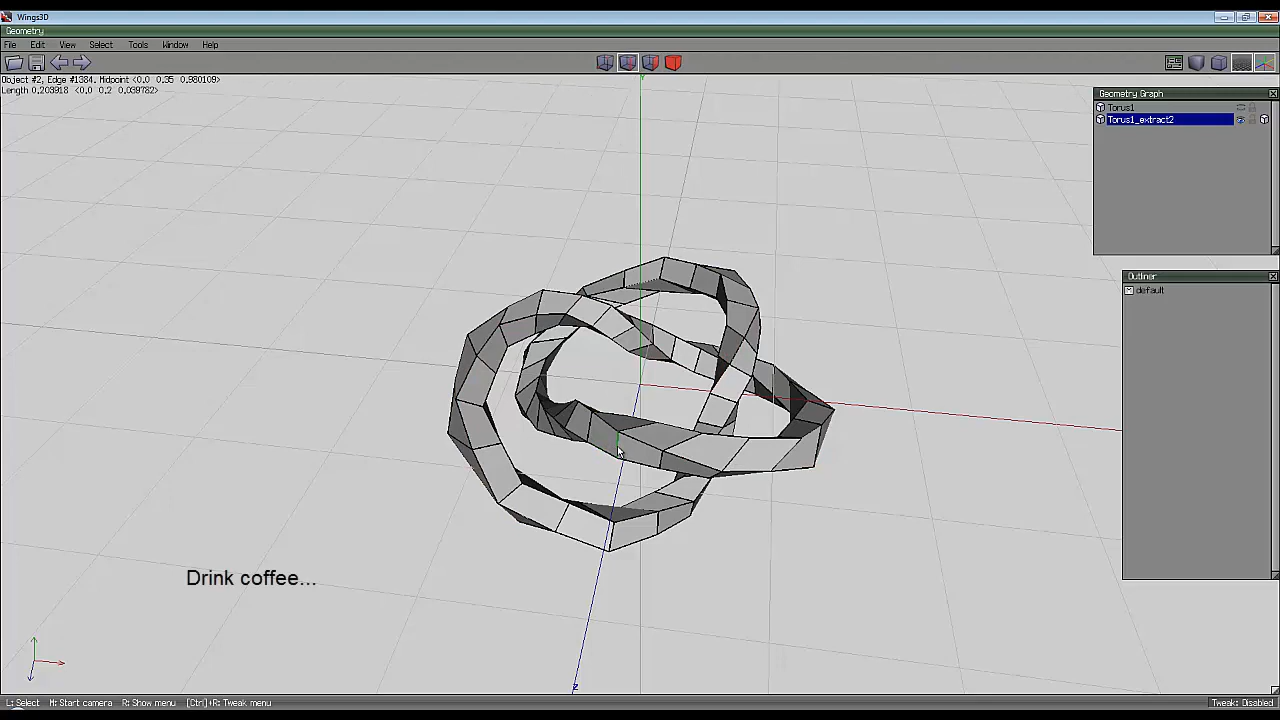 Wings3D
Geometry
File Edit View Select Tools Window Help
Object #2, Edge #1384. Midpoint <0.0 0.35 0.980109>
Length 0.203918 <0.0 0.2 0.039782>
Y
Geometry Graph
Torus1
Torus1_extract2
Outliner
default
Drink coffee...
Z
L: Select M: Start camera R: Show menu [Ctrl]+R: Tweak menu
Tweak: Disabled